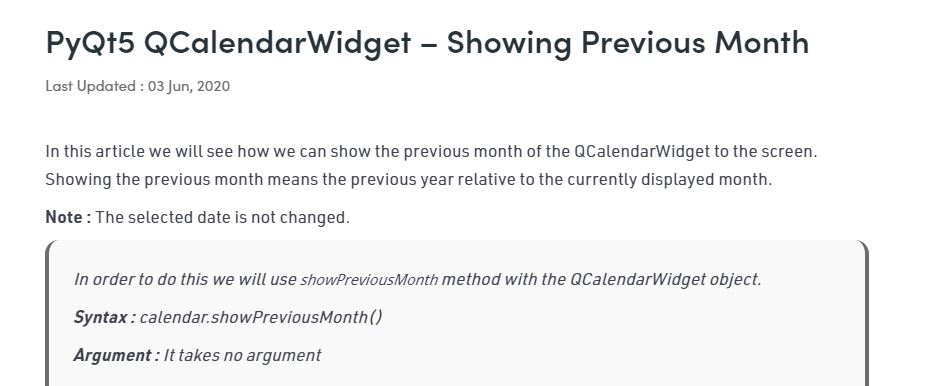 PyQt5 QCalendarWidget – Showing Previous Month
Last Updated : 03 Jun, 2020
In this article we will see how we can show the previous month of the QCalendarWidget to the screen.
Showing the previous month means the previous year relative to the currently displayed month.
Note : The selected date is not changed.
In order to do this we will use showPreviousMonth method with the QCalendarWidget object.
Syntax : calendar.showPreviousMonth()
Argument : It takes no argument